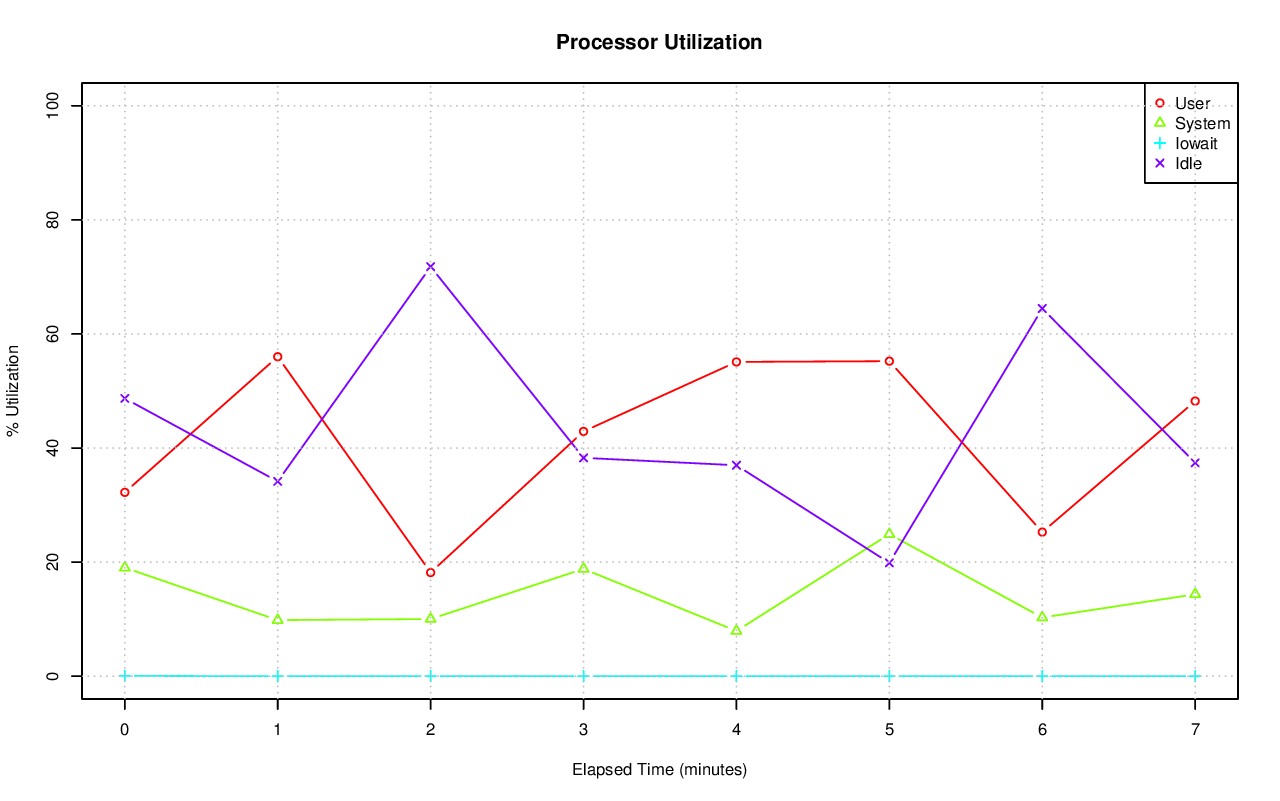 Processor Utilization
100
80
60
40
20
0
% Utilization
User
System
Iowait
Idle
0 1 2 3 4 5 6 7
Elapsed Time (minutes)